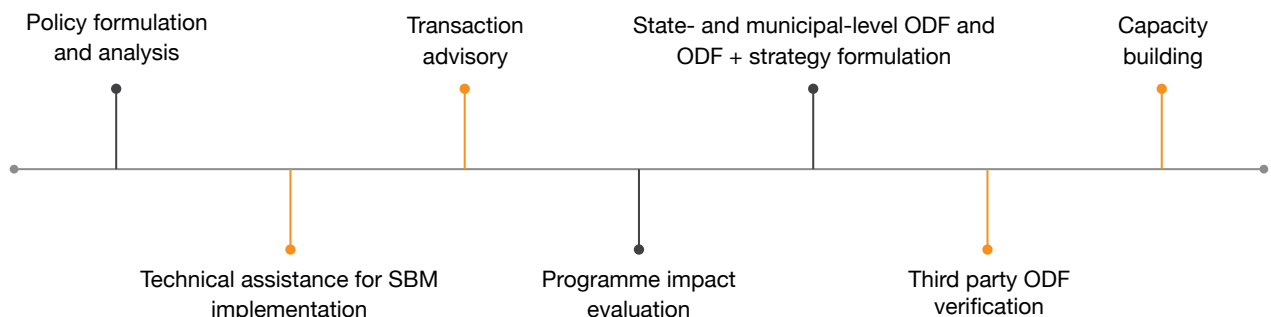 Policy formulation
and analysis
Transaction
advisory
State- and municipal-level ODF and
ODF + strategy formulation
Capacity
building
Technical assistance for SBM
implementation
Programme impact
evaluation
Third party ODF
verification